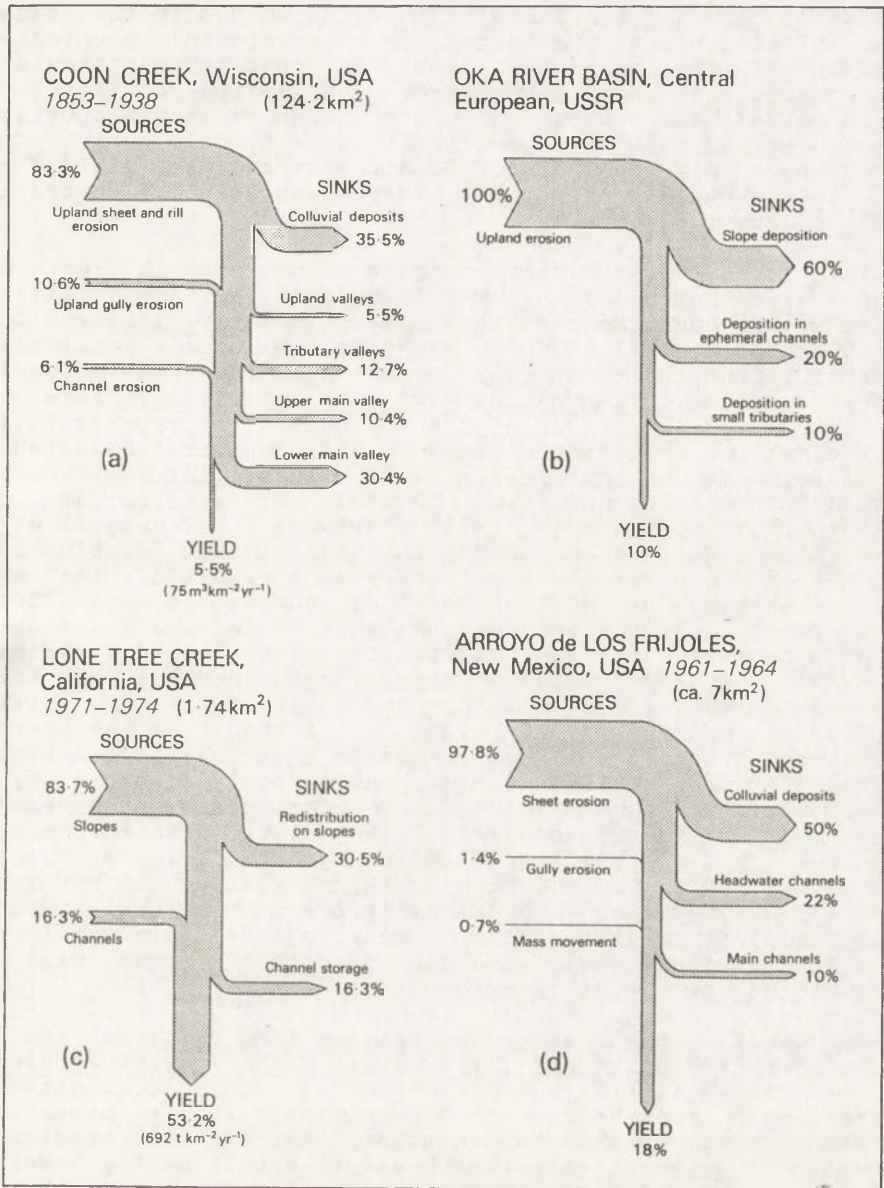 COON CREEK, Wisconsin, USA
1853–1938 (124·2km²)
SOURCES
83·3%
Upland sheet and rill
erosion
10·6%
Upland gully erosion
6·1%
Channel erosion
SINKS
Colluvial deposits
35·5%
Upland valleys
5·5%
Tributary valleys
12·7%
Upper main valley
10·4%
Lower main valley
30·4%
(a)
YIELD
5·5%
(75m³km⁻²yr⁻¹)
OKA RIVER BASIN, Central
European, USSR
SOURCES
100%
Upland erosion
SINKS
Slope deposition
60%
Deposition in
ephemeral channels
20%
Deposition in
small tributaries
10%
(b)
YIELD
10%
LONE TREE CREEK,
California, USA
1971–1974 (1·74km²)
SOURCES
83·7%
Slopes
16·3%
Channels
SINKS
Redistribution
on slopes
30·5%
Channel storage
16·3%
(c)
YIELD
53·2%
(692 t km⁻²yr⁻¹)
ARROYO de LOS FRIJOLES,
New Mexico, USA 1961–1964
(ca. 7km²)
SOURCES
97·8%
Sheet erosion
1·4%
Gully erosion
0·7%
Mass movement
SINKS
Colluvial deposits
50%
Headwater channels
22%
Main channels
10%
(d)
YIELD
18%